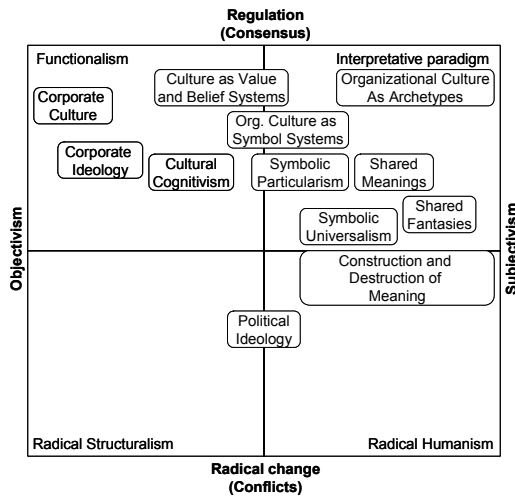 Regulation
(Consensus)
Functionalism
Interpretative paradigm
Culture as Value
and Belief Systems
Organizational Culture
As Archetypes
Corporate
Culture
Org. Culture as
Symbol Systems
Corporate
Ideology
Cultural
Cognitivism
Symbolic
Particularism
Shared
Meanings
Symbolic
Universalism
Shared
Fantasies
Objectivism
Subjectivism
Construction and
Destruction of
Meaning
Political
Ideology
Radical Structuralism
Radical Humanism
Radical change
(Conflicts)